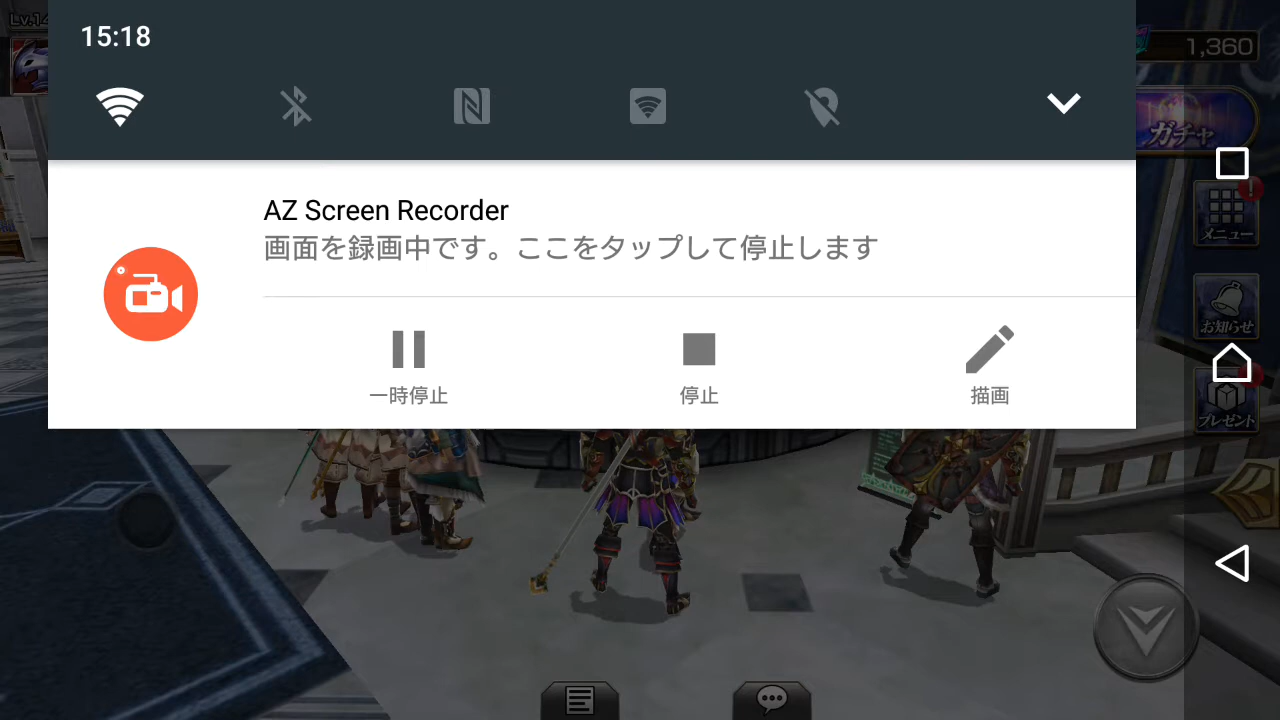 15:18
1,360
ガチャ
AZ Screen Recorder
画面を録画中です。ここをタップして停止します
メニュー
お知らせ
一時停止
停止
描画
プレゼント